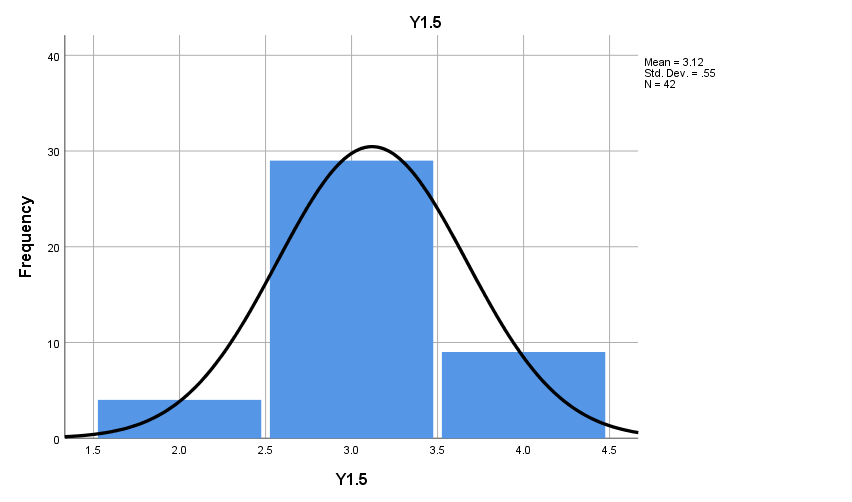 Y1.5
Mean = 3.12
Std. Dev. = .55
N = 42
Frequency
40
30
20
10
0
1.5 2.0 2.5 3.0 3.5 4.0 4.5
Y1.5